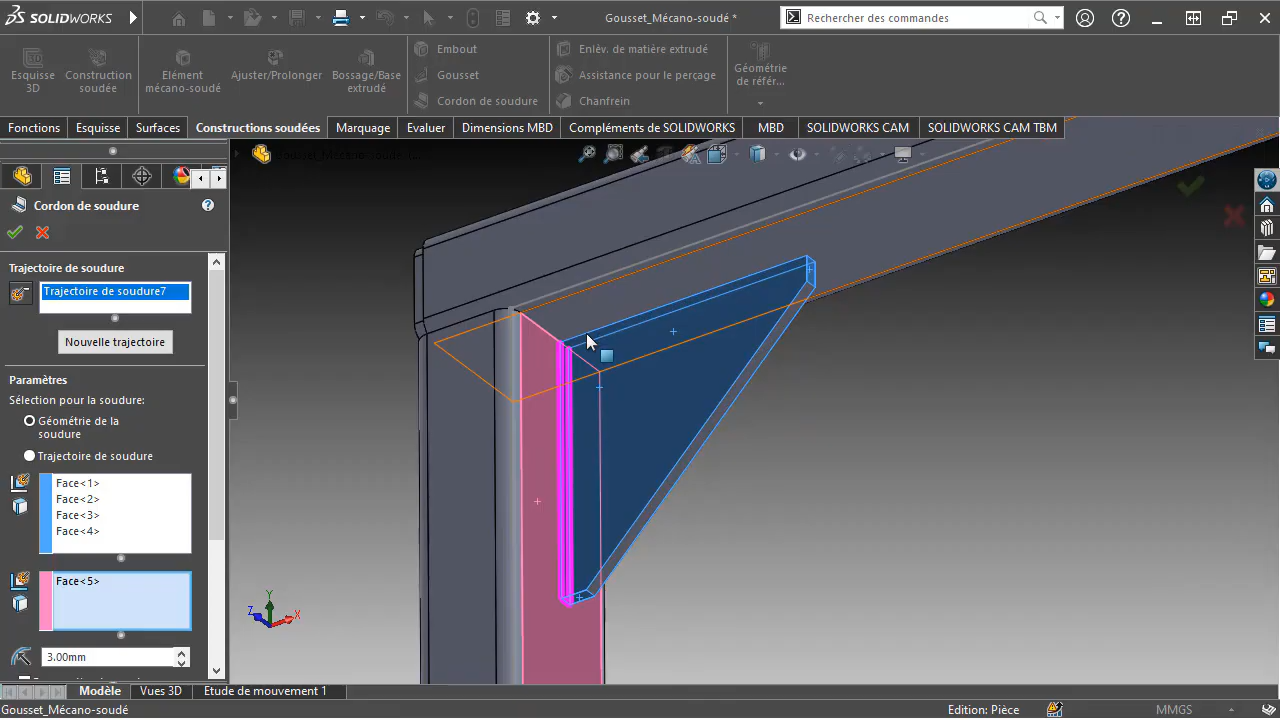 SOLIDWORKS
Gousset_Mécano-soudé *
Rechercher des commandes
Esquisse
3D
Construction
soudée
Elément
mécano-soudé
Ajuster/Prolonger
Bossage/Base
extrudé
Embout
Gousset
Cordon de soudure
Enlèv. de matière extrudé
Assistance pour le perçage
Chanfrein
Géométrie
de référ...
Fonctions
Esquisse
Surfaces
Constructions soudées
Marquage
Evaluer
Dimensions MBD
Compléments de SOLIDWORKS
MBD
SOLIDWORKS CAM
SOLIDWORKS CAM TBM
Cordon de soudure
Trajectoire de soudure
Trajectoire de soudure7
Nouvelle trajectoire
Paramètres
Sélection pour la soudure:
Géométrie de la
soudure
Trajectoire de soudure
Face<1>
Face<2>
Face<3>
Face<4>
Face<5>
3.00mm
Y
Z
X
Modèle
Vues 3D
Etude de mouvement 1
Gousset_Mécano-soudé
Edition: Pièce
MMGS